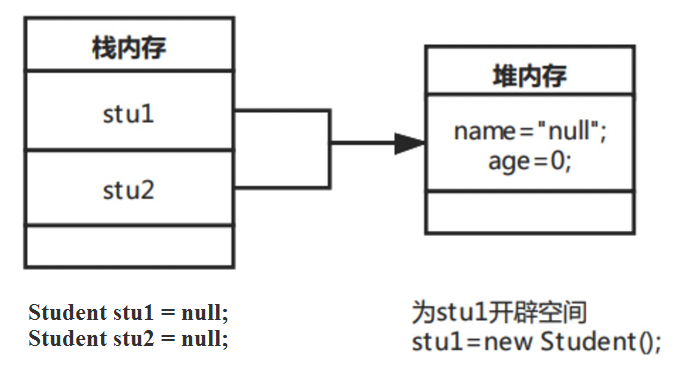 栈内存
stu1
stu2
堆内存
name="null";
age=0;
Student stu1 = null;
Student stu2 = null;
为stu1开辟空间
stu1=new Student();